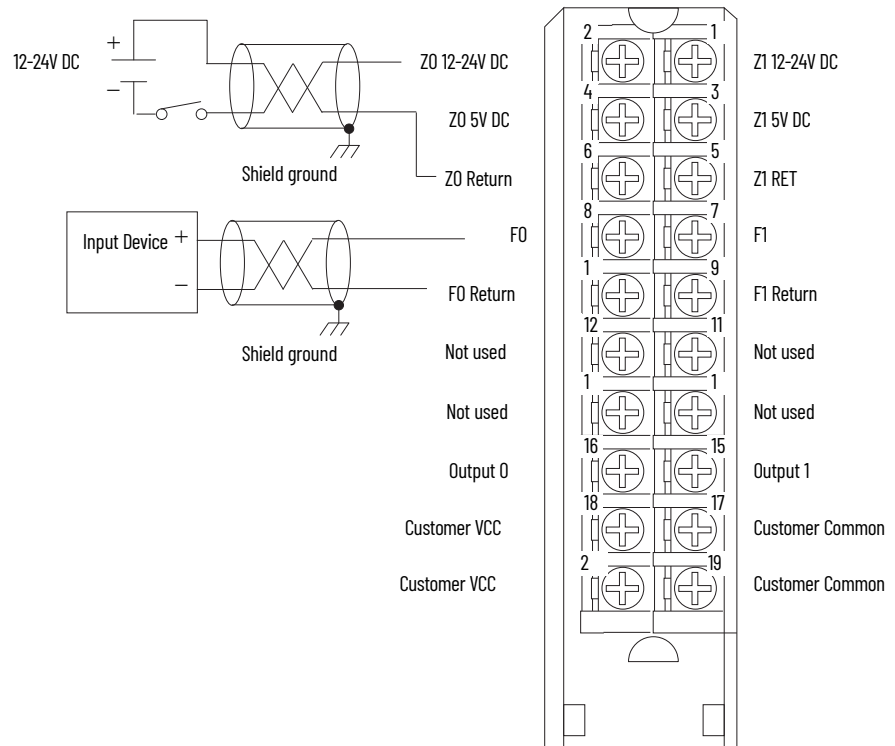 2 1
12-24V DC + Z0 12-24V DC Z1 12-24V DC
−
4 3
Z0 5V DC Z1 5V DC
6 5
Shield ground Z0 Return Z1 RET
8 7
Input Device + F0 F1
1 9
− F0 Return F1 Return
12 11
Shield ground Not used Not used
1 1
Not used Not used
16 15
Output 0 Output 1
18 17
Customer VCC Customer Common
2 19
Customer VCC Customer Common